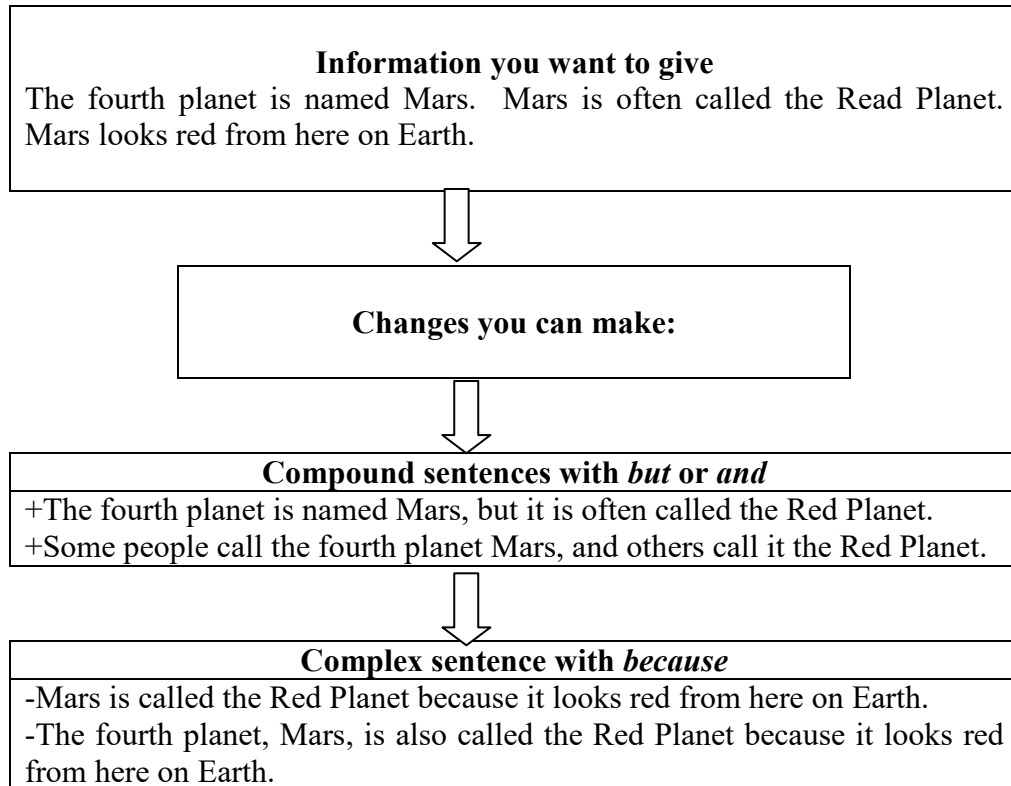 Information you want to give
The fourth planet is named Mars. Mars is often called the Read Planet.
Mars looks red from here on Earth.
Changes you can make:
Compound sentences with but or and
+The fourth planet is named Mars, but it is often called the Red Planet.
+Some people call the fourth planet Mars, and others call it the Red Planet.
Complex sentence with because
-Mars is called the Red Planet because it looks red from here on Earth.
-The fourth planet, Mars, is also called the Red Planet because it looks red
from here on Earth.